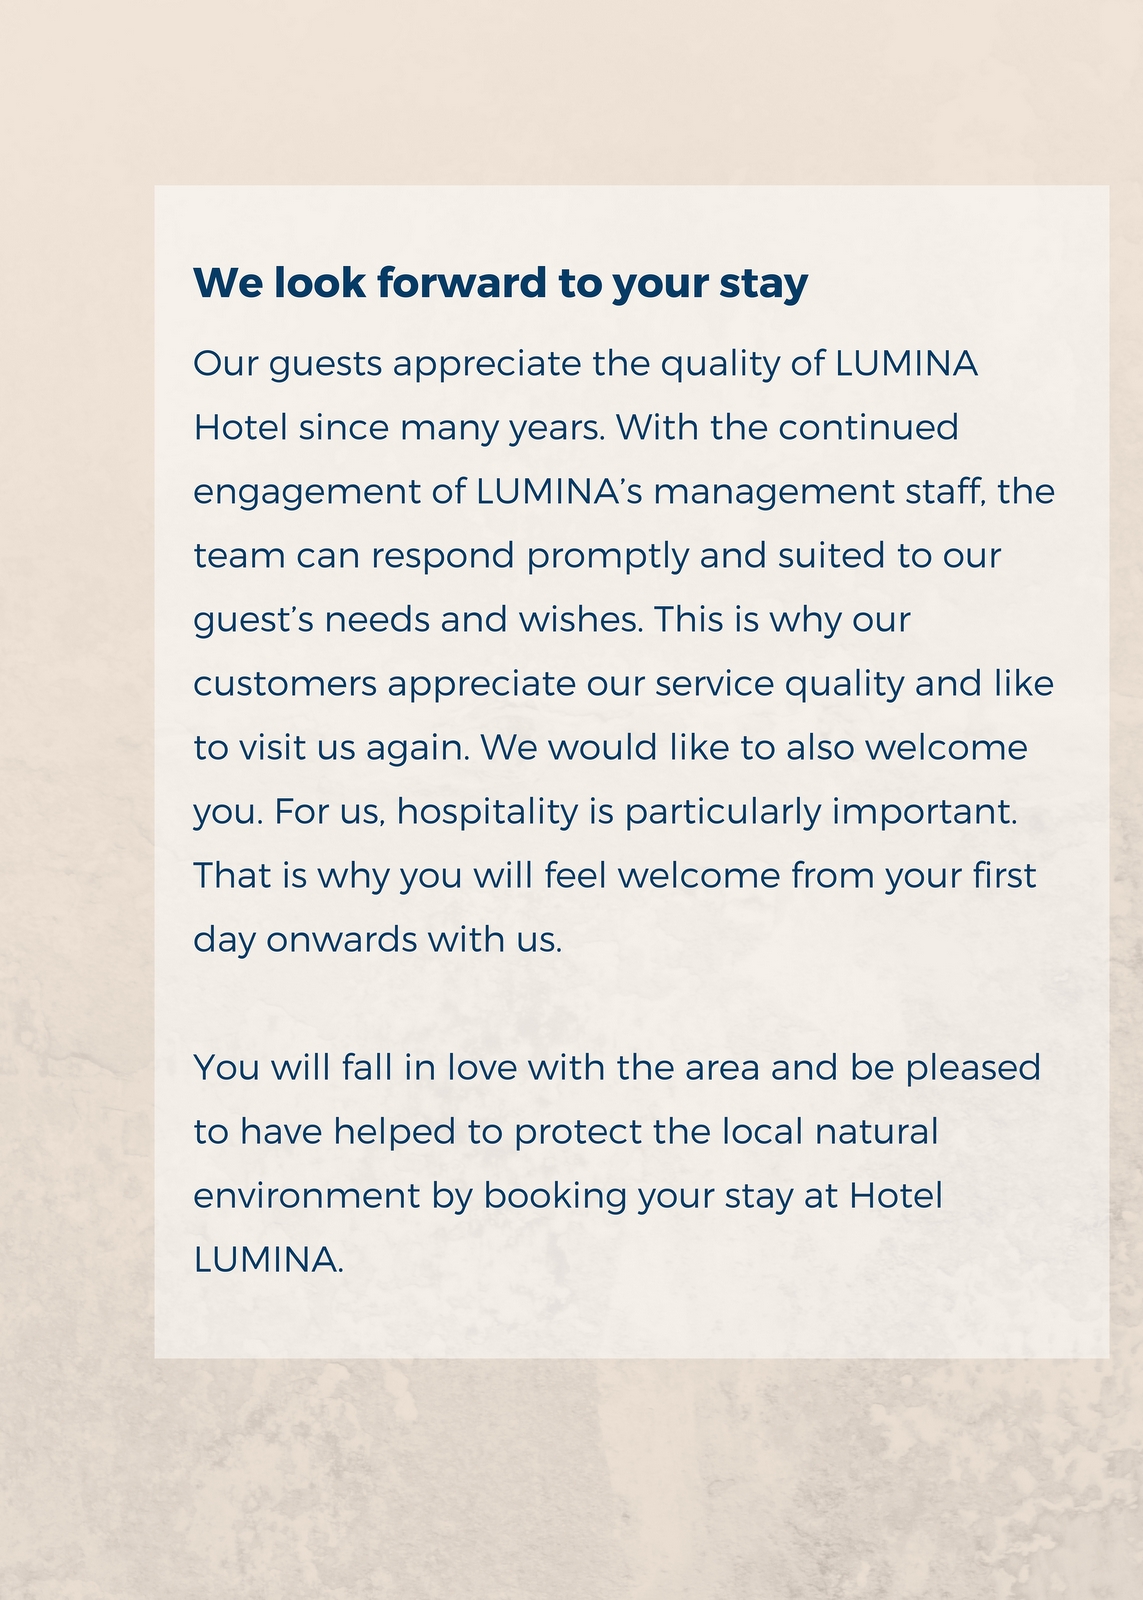 We look forward to your stay
Our guests appreciate the quality of LUMINA
Hotel since many years. With the continued
engagement of LUMINA’s management staff, the
team can respond promptly and suited to our
guest’s needs and wishes. This is why our
customers appreciate our service quality and like
to visit us again. We would like to also welcome
you. For us, hospitality is particularly important.
That is why you will feel welcome from your first
day onwards with us.
You will fall in love with the area and be pleased
to have helped to protect the local natural
environment by booking your stay at Hotel
LUMINA.